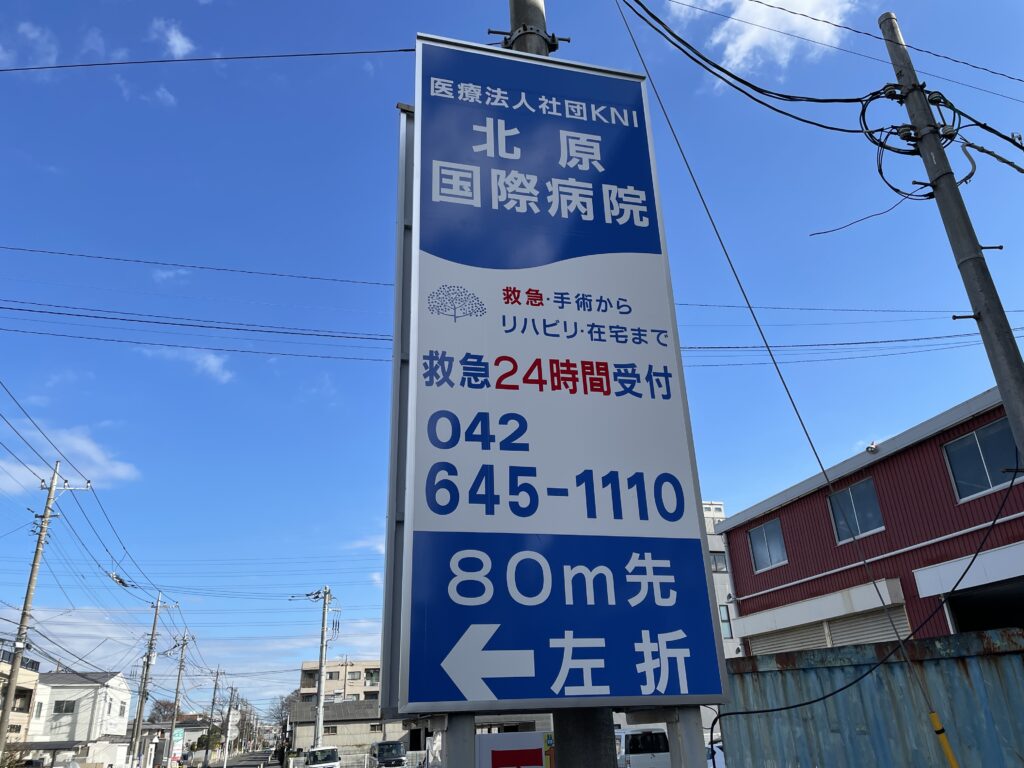 医療法人社団KNI
北原
国際病院
救急・手術から
リハビリ・在宅まで
救急24時間受付
042
645-1110
80m先
←左折